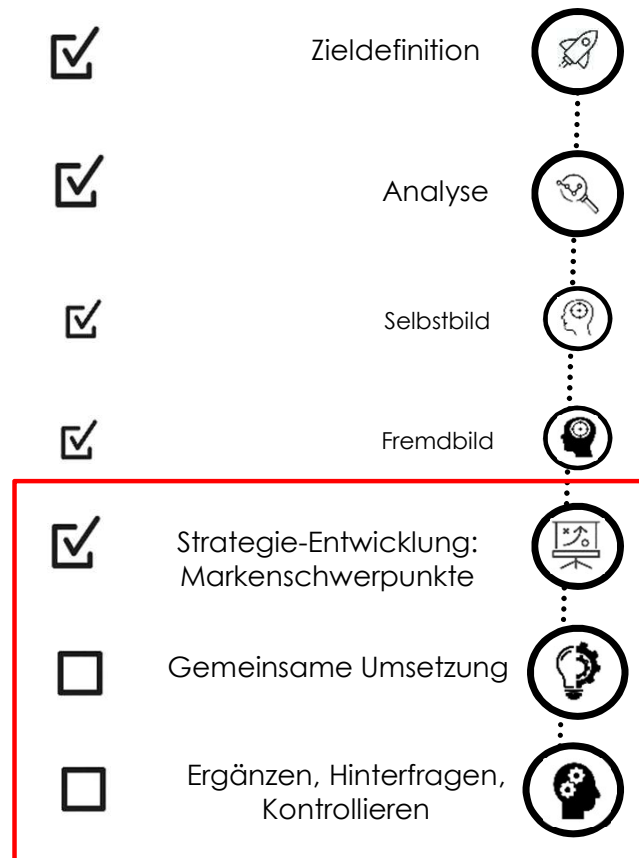 Zieldefinition
Analyse
Selbstbild
Fremdbild
Strategie-Entwicklung:
Markenschwerpunkte
Gemeinsame Umsetzung
Ergänzen, Hinterfragen,
Kontrollieren